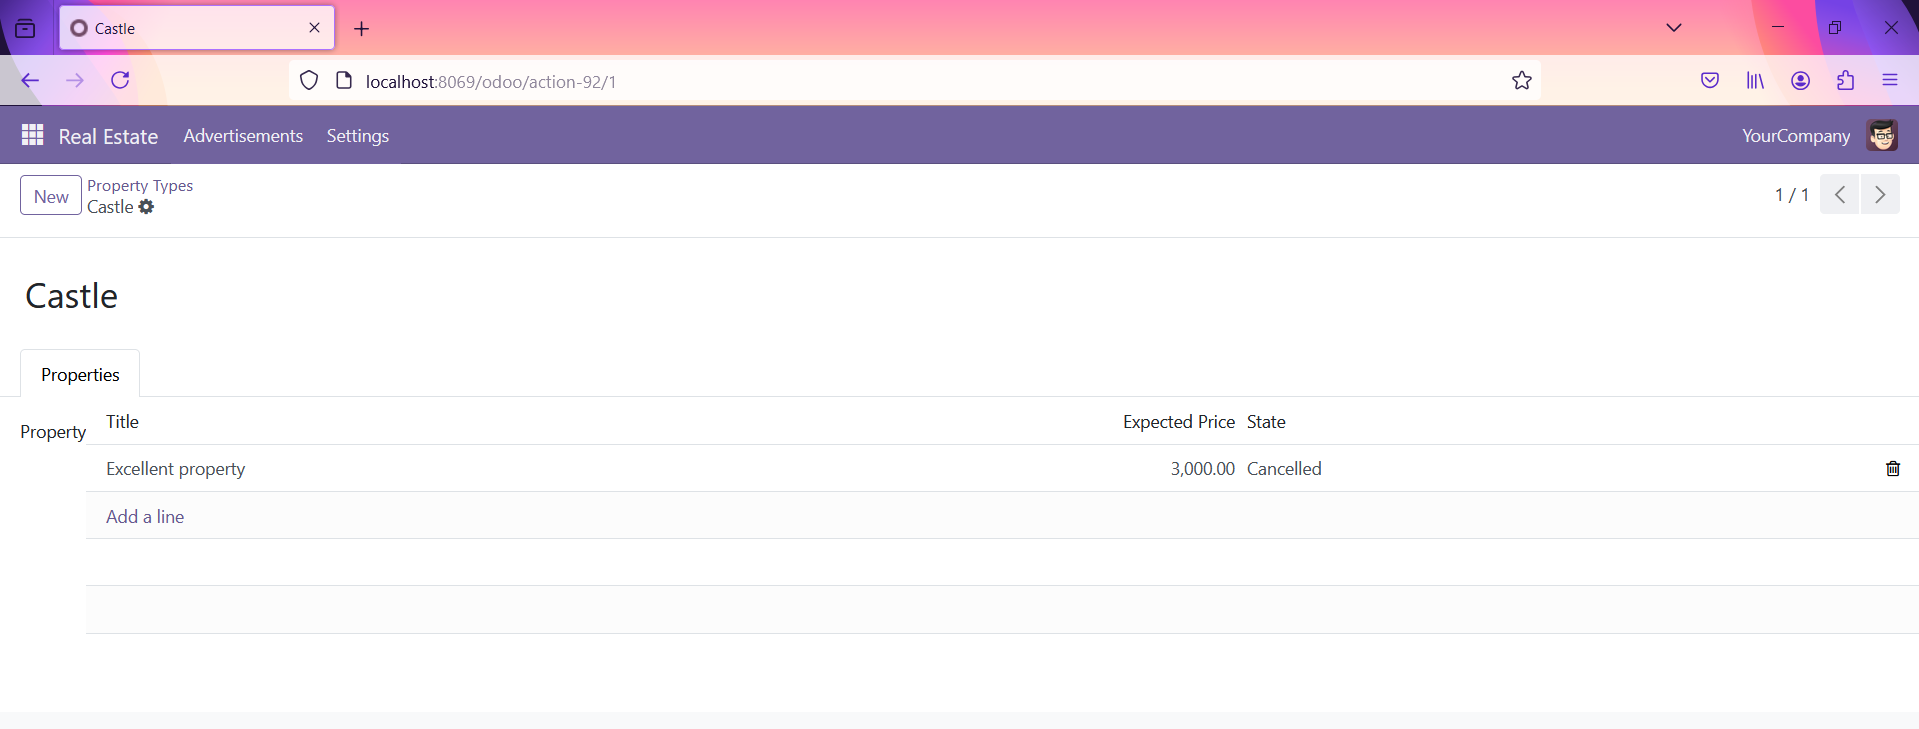 Castle
localhost:8069/odoo/action-92/1
Real Estate Advertisements Settings YourCompany
New Property Types 1 / 1
Castle
Castle
Properties
Property Title Expected Price State
Excellent property 3,000.00 Cancelled
Add a line